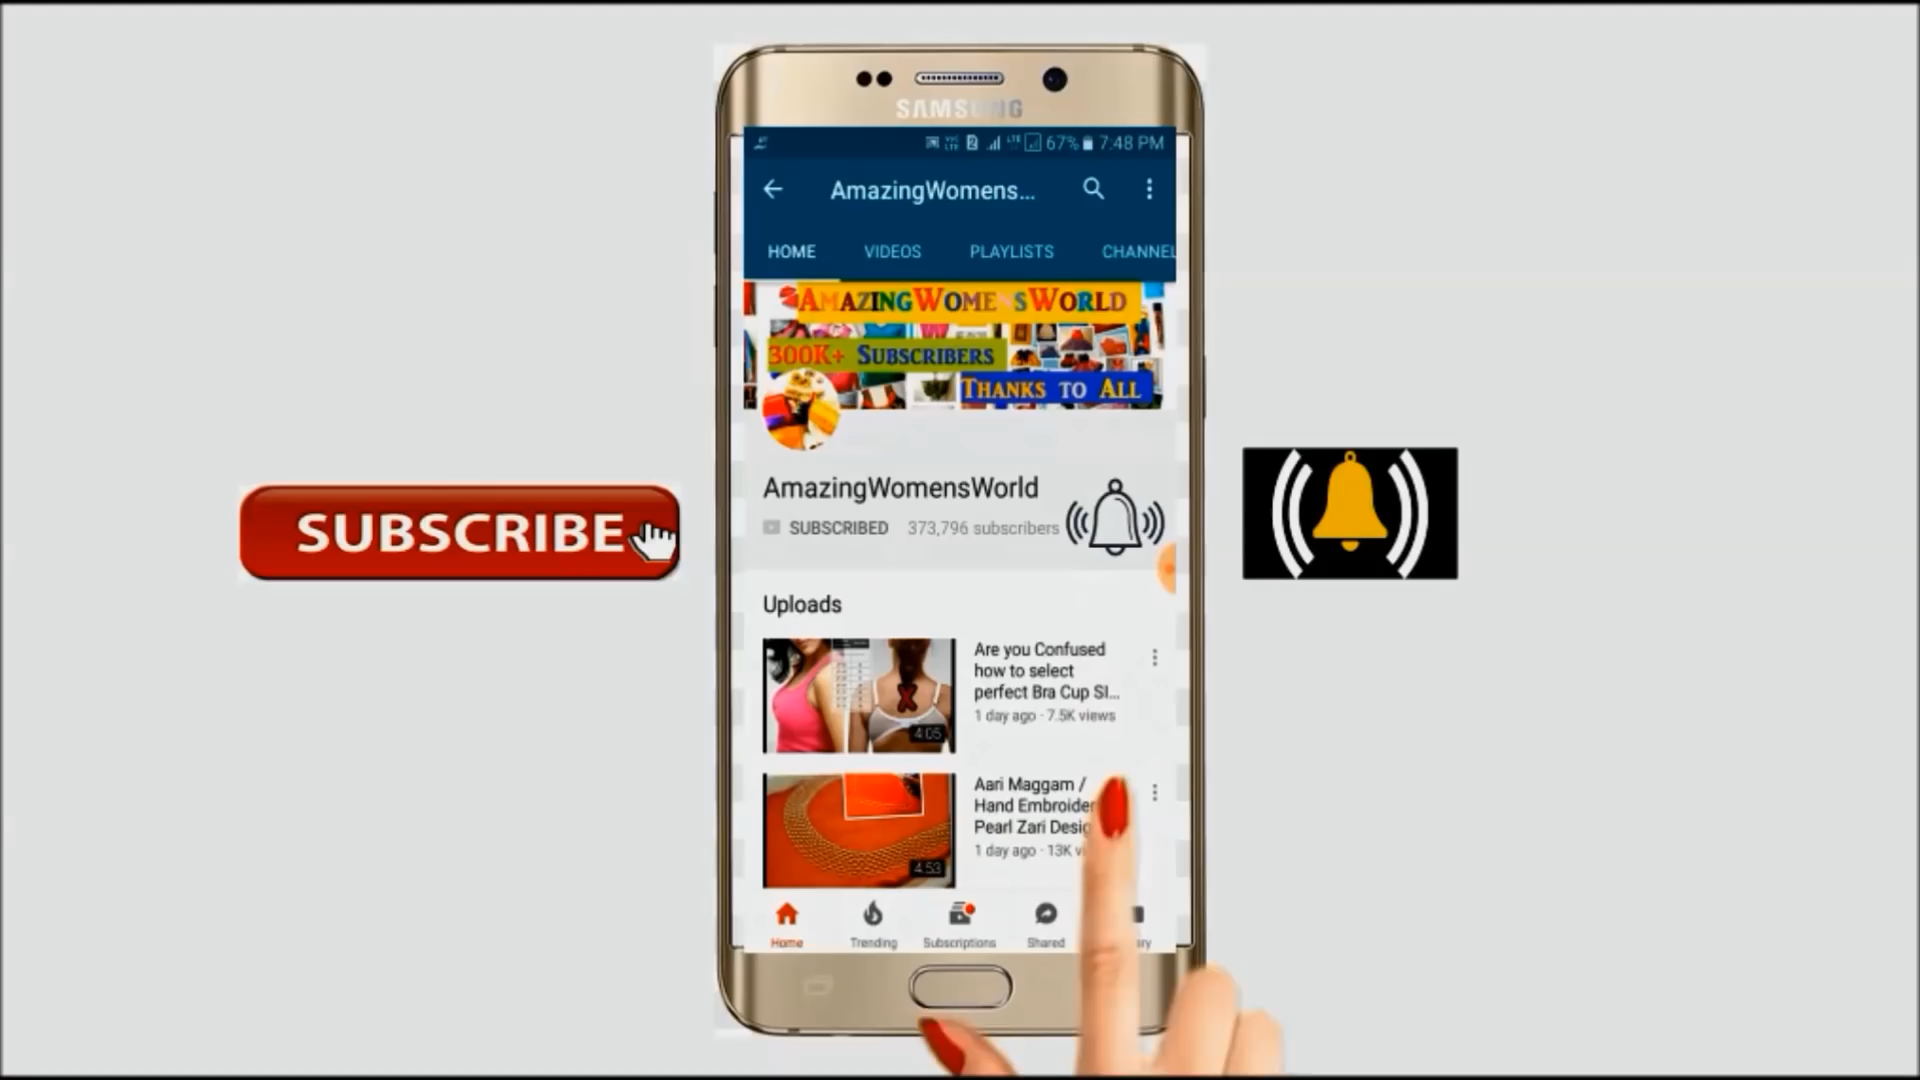 SAMSUNG
67% 7:48 PM
AmazingWomens...
HOME VIDEOS PLAYLISTS CHANNEL
AMAZINGWOMENSWORLD
300K+ SUBSCRIBERS
THANKS TO ALL
AmazingWomensWorld
SUBSCRIBED 373,796 subscribers
SUBSCRIBE
Uploads
Are you Confused
how to select
perfect Bra Cup SI...
1 day ago · 7.5K views
4:05
Aari Maggam /
Hand Embroider
Pearl Zari Desig
1 day ago · 13K vi
4:53
Home Trending Subscriptions Shared